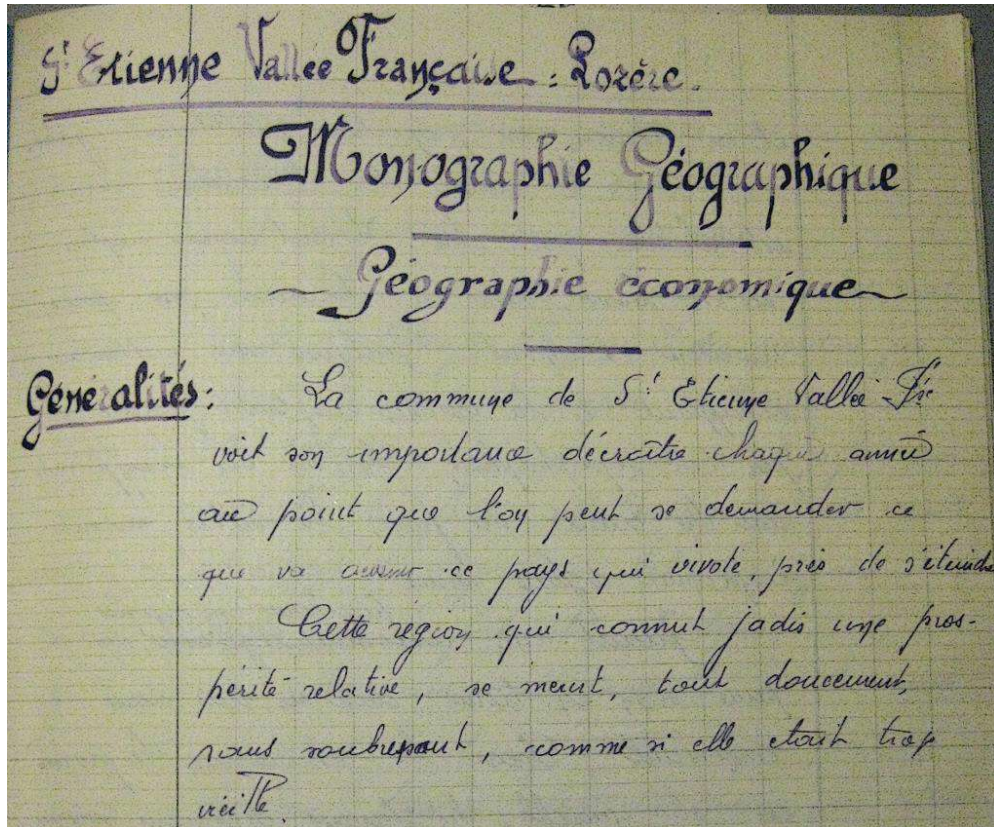 St Etienne Vallée Française : Lozère.
Monographie Géographique
Géographie économique
Généralités : La commune de St Etienne Vallée Fse
voit son importance décroître chaque année
au point que l'on peut se demander ce
que va ce pays qui vivote, près de s'éteindre
Cette région qui connut jadis une pros-
périté relative, se meurt, tout doucement,
sans soubresaut, comme si elle était trop
vieille.